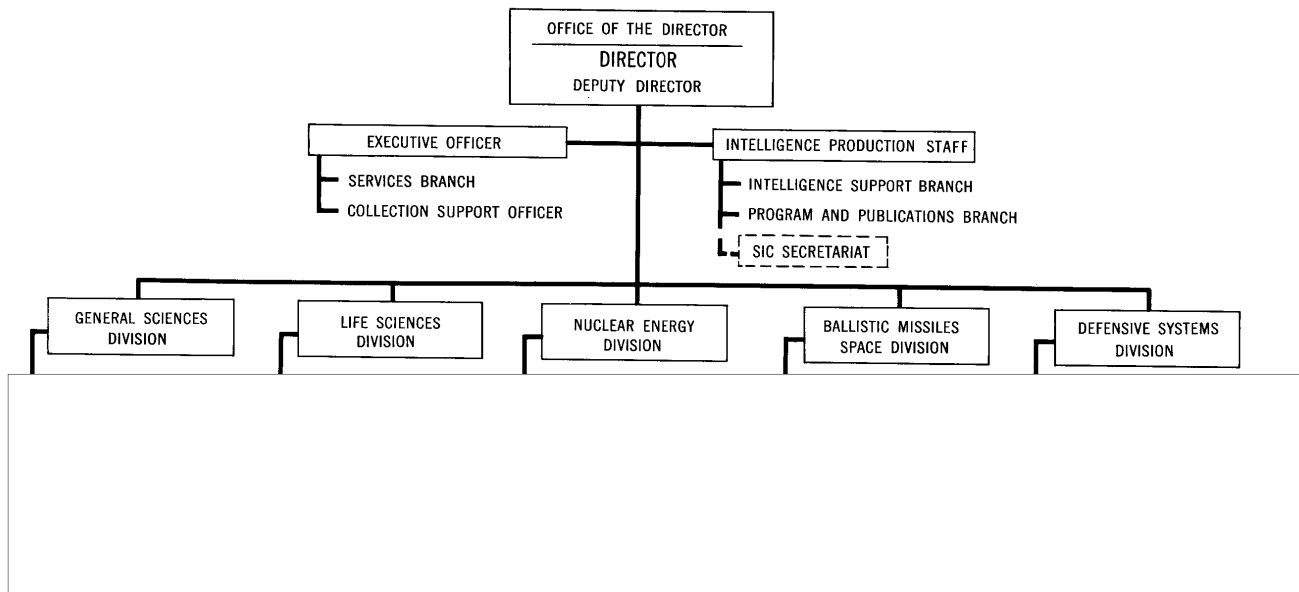 OFFICE OF THE DIRECTOR
DIRECTOR
DEPUTY DIRECTOR
EXECUTIVE OFFICER
SERVICES BRANCH
COLLECTION SUPPORT OFFICER
INTELLIGENCE PRODUCTION STAFF
INTELLIGENCE SUPPORT BRANCH
PROGRAM AND PUBLICATIONS BRANCH
SIC SECRETARIAT
GENERAL SCIENCES
DIVISION
LIFE SCIENCES
DIVISION
NUCLEAR ENERGY
DIVISION
BALLISTIC MISSILES
SPACE DIVISION
DEFENSIVE SYSTEMS
DIVISION